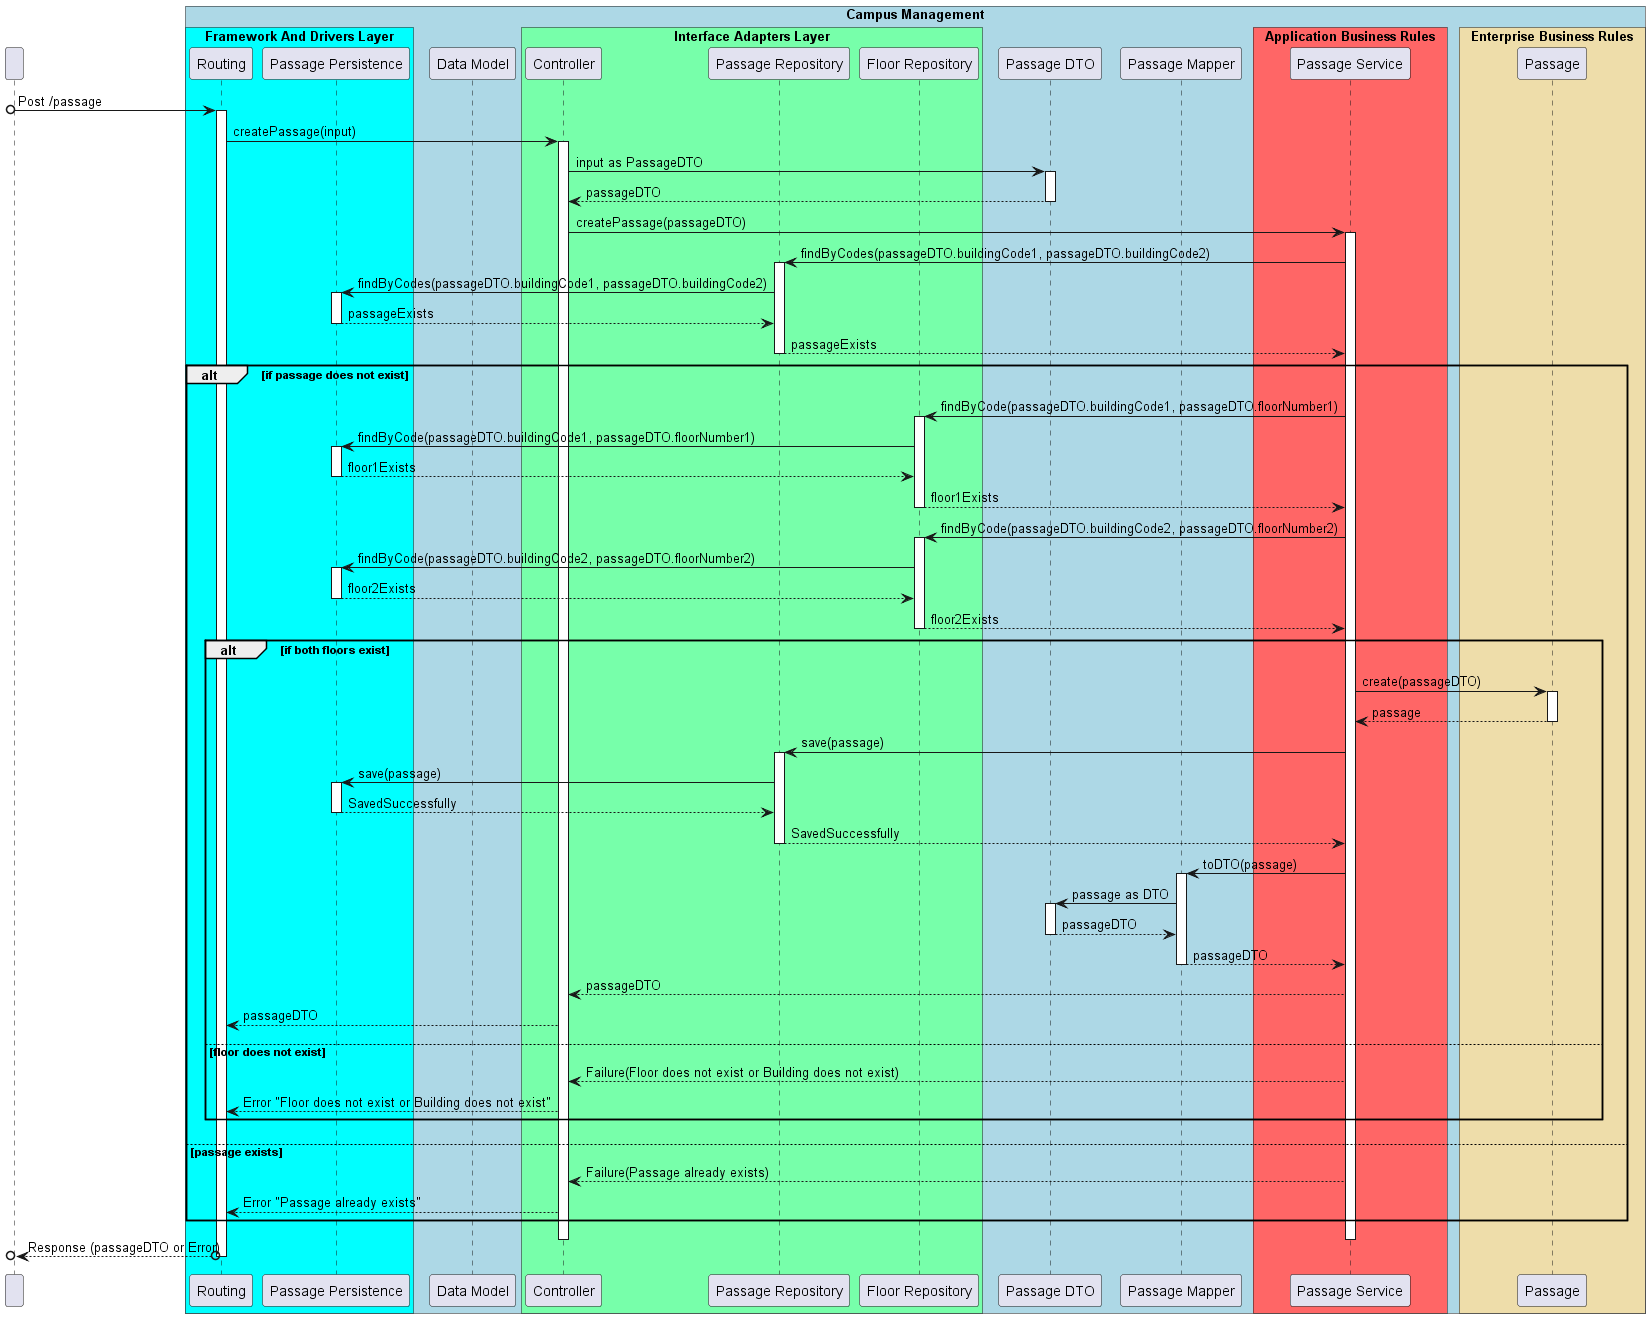 Campus Management
Framework And Drivers Layer
Interface Adapters Layer
Application Business Rules
Enterprise Business Rules
Routing
Passage Persistence
Data Model
Controller
Passage Repository
Floor Repository
Passage DTO
Passage Mapper
Passage Service
Passage
Post /passage
createPassage(input)
input as PassageDTO
passageDTO
createPassage(passageDTO)
findByCodes(passageDTO.buildingCode1, passageDTO.buildingCode2)
findByCodes(passageDTO.buildingCode1, passageDTO.buildingCode2)
passageExists
passageExists
alt
[if passage does not exist]
findByCode(passageDTO.buildingCode1, passageDTO.floorNumber1)
findByCode(passageDTO.buildingCode1, passageDTO.floorNumber1)
floor1Exists
floor1Exists
findByCode(passageDTO.buildingCode2, passageDTO.floorNumber2)
findByCode(passageDTO.buildingCode2, passageDTO.floorNumber2)
floor2Exists
floor2Exists
alt
[if both floors exist]
create(passageDTO)
passage
save(passage)
save(passage)
SavedSuccessfully
SavedSuccessfully
toDTO(passage)
passage as DTO
passageDTO
passageDTO
passageDTO
passageDTO
[floor does not exist]
Failure(Floor does not exist or Building does not exist)
Error "Floor does not exist or Building does not exist"
[passage exists]
Failure(Passage already exists)
Error "Passage already exists"
Response (passageDTO or Error)
Routing
Passage Persistence
Data Model
Controller
Passage Repository
Floor Repository
Passage DTO
Passage Mapper
Passage Service
Passage